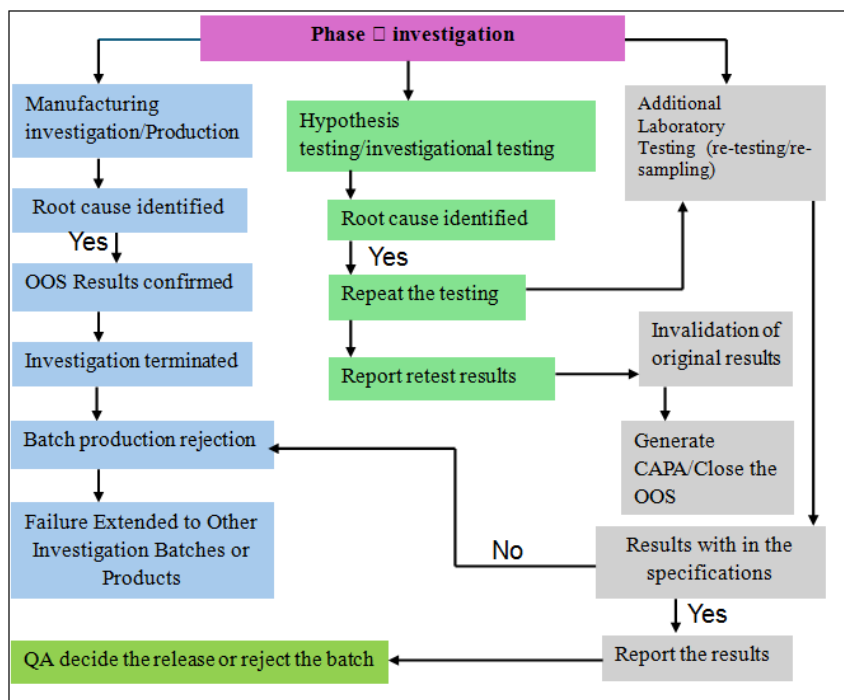 Phase □ investigation
Manufacturing
investigation/Production
Root cause identified
Yes
OOS Results confirmed
Investigation terminated
Batch production rejection
Failure Extended to Other
Investigation Batches or
Products
Hypothesis
testing/investigational testing
Root cause identified
Yes
Repeat the testing
Report retest results
Additional
Laboratory
Testing (re-testing/re-
sampling)
Invalidation of
original results
Generate
CAPA/Close the
OOS
No
Results with in the
specifications
Yes
Report the results
QA decide the release or reject the batch